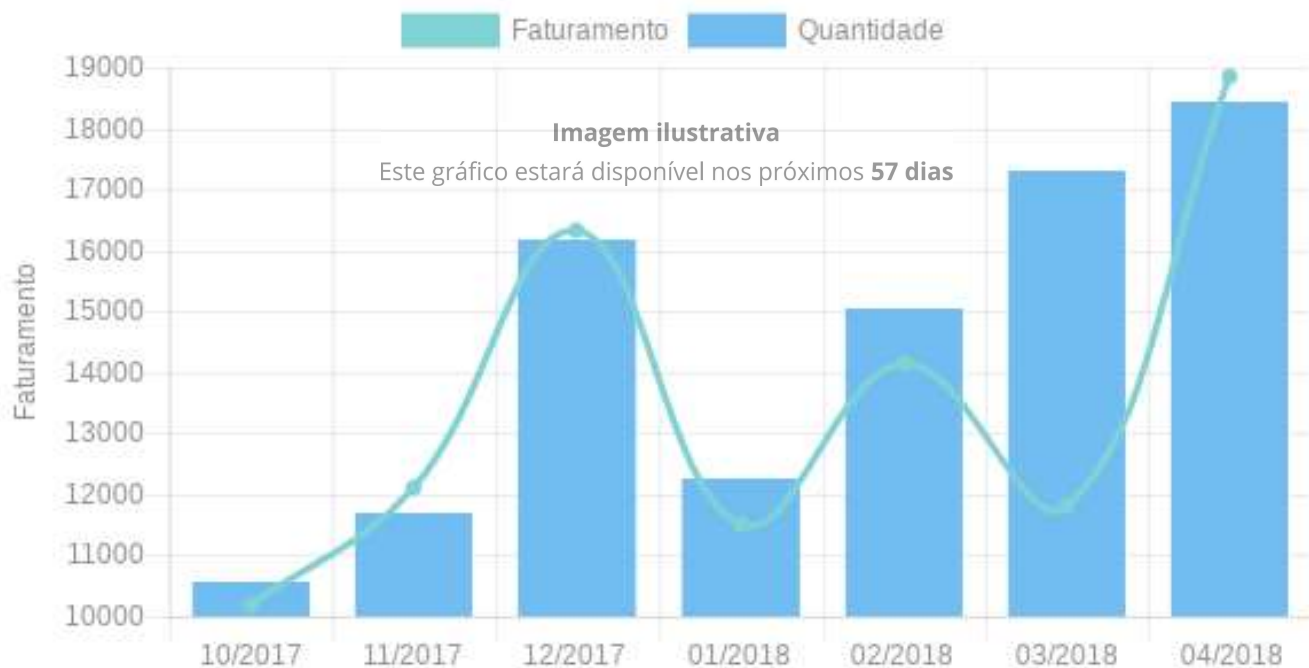 Faturamento Quantidade
19000
18000
Imagem ilustrativa
Este gráfico estará disponível nos próximos 57 dias
17000
16000
15000
14000
13000
12000
11000
10000
Faturamento
10/2017 11/2017 12/2017 01/2018 02/2018 03/2018 04/2018